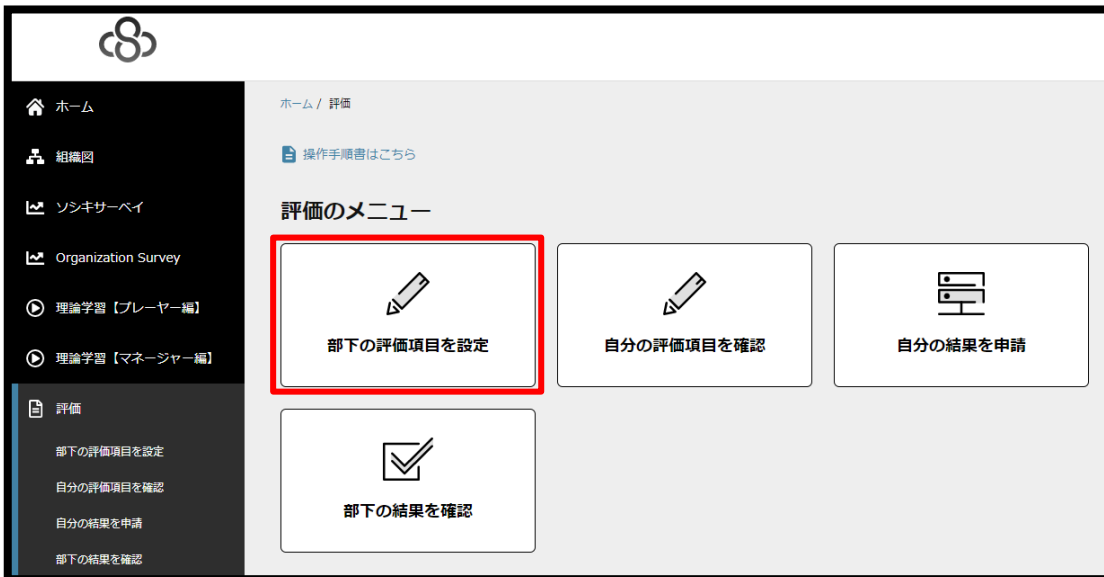 ホーム
組織図
ソシキサーベイ
Organization Survey
理論学習【プレーヤー編】
理論学習【マネージャー編】
評価
部下の評価項目を設定
自分の評価項目を確認
自分の結果を申請
部下の結果を確認
ホーム / 評価
操作手順書はこちら
評価のメニュー
部下の評価項目を設定
自分の評価項目を確認
自分の結果を申請
部下の結果を確認